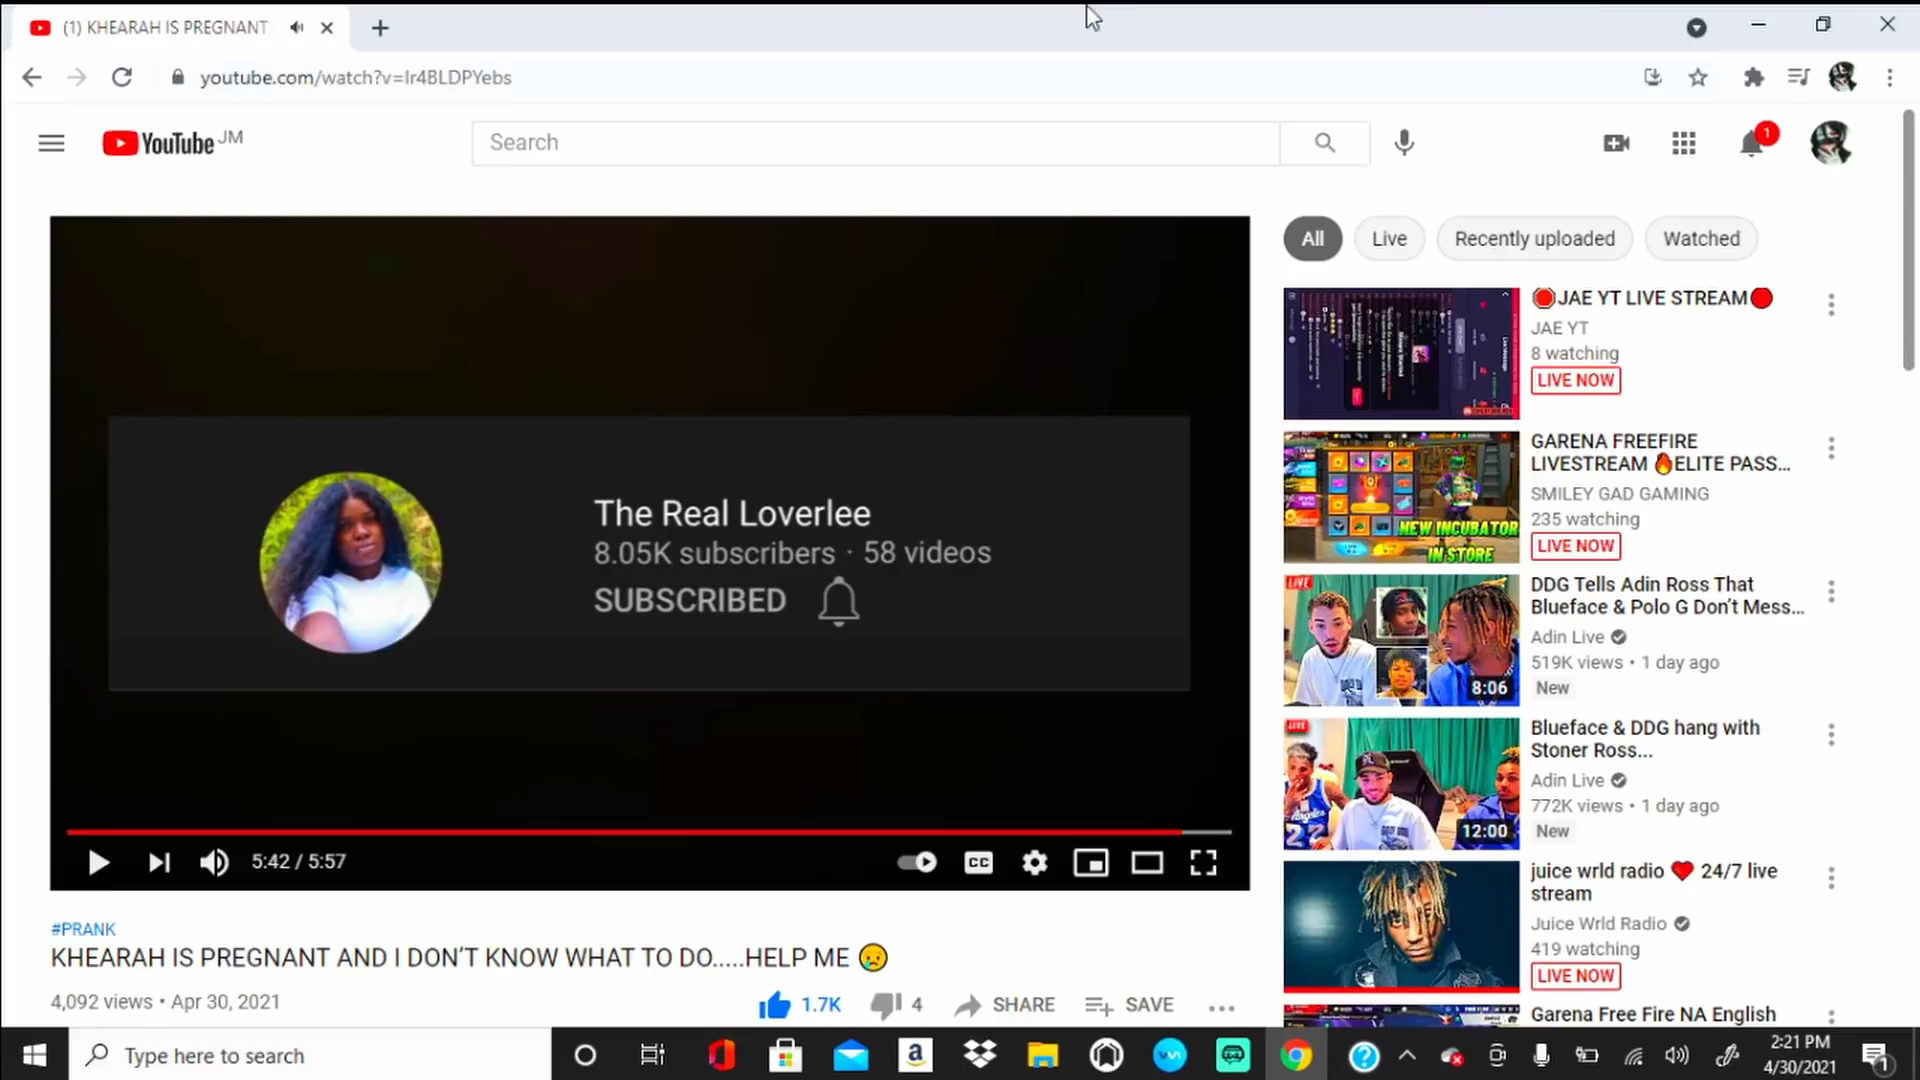 (1) KHEARAH IS PREGNANT
youtube.com/watch?v=Ir4BLDPYebs
YouTube JM
Search
1
All
Live
Recently uploaded
Watched
The Real Loverlee
8.05K subscribers · 58 videos
SUBSCRIBED
5:42 / 5:57
CC
#PRANK
KHEARAH IS PREGNANT AND I DON'T KNOW WHAT TO DO.....HELP ME 😥
4,092 views • Apr 30, 2021
1.7K
4
SHARE
SAVE
🛑JAE YT LIVE STREAM🔴
JAE YT
8 watching
LIVE NOW
NEW INCUBATOR
IN STORE
GARENA FREEFIRE
LIVESTREAM 🔥ELITE PASS...
SMILEY GAD GAMING
235 watching
LIVE NOW
LIVE
8:06
DDG Tells Adin Ross That
Blueface & Polo G Don't Mess...
Adin Live
519K views • 1 day ago
New
LIVE
Angeles
22
12:00
Blueface & DDG hang with
Stoner Ross...
Adin Live
772K views • 1 day ago
New
juice wrld radio ❤️ 24/7 live
stream
Juice Wrld Radio
419 watching
LIVE NOW
Garena Free Fire NA English
Type here to search
2:21 PM
4/30/2021
1